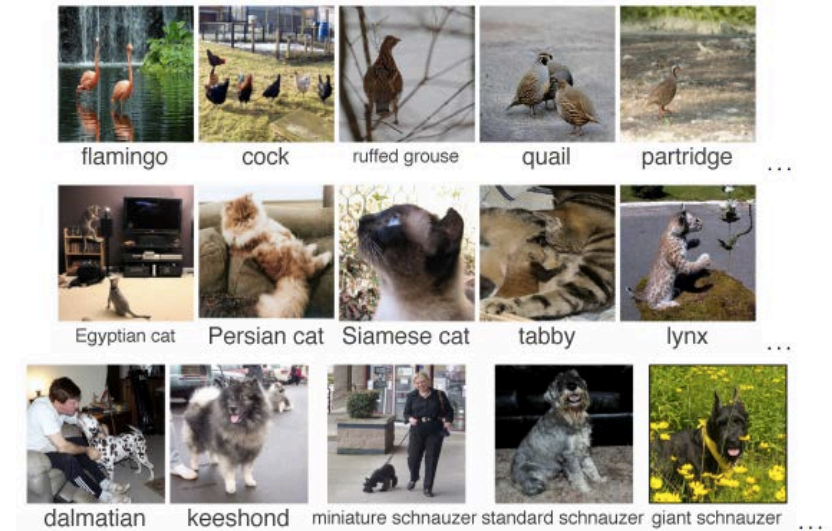 flamingo cock ruffed grouse quail partridge ...
Egyptian cat Persian cat Siamese cat tabby lynx ...
dalmatian keeshond miniature schnauzer standard schnauzer giant schnauzer ...